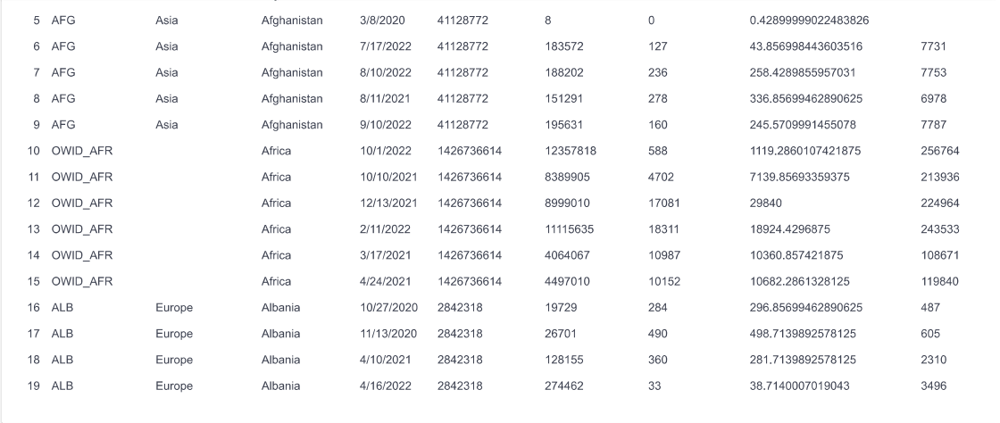 5 AFG Asia Afghanistan 3/8/2020 41128772 8 0 0.42899999022483826
6 AFG Asia Afghanistan 7/17/2022 41128772 183572 127 43.856998443603516 7731
7 AFG Asia Afghanistan 8/10/2022 41128772 188202 236 258.4289855957031 7753
8 AFG Asia Afghanistan 8/11/2021 41128772 151291 278 336.85699462890625 6978
9 AFG Asia Afghanistan 9/10/2022 41128772 195631 160 245.5709991455078 7787
10 OWID_AFR Africa 10/1/2022 1426736614 12357818 588 1119.2860107421875 256764
11 OWID_AFR Africa 10/10/2021 1426736614 8389905 4702 7139.85693359375 213936
12 OWID_AFR Africa 12/13/2021 1426736614 8999010 17081 29840 224964
13 OWID_AFR Africa 2/11/2022 1426736614 11115635 18311 18924.4296875 243533
14 OWID_AFR Africa 3/17/2021 1426736614 4064067 10987 10360.857421875 108671
15 OWID_AFR Africa 4/24/2021 1426736614 4497010 10152 10682.2861328125 119840
16 ALB Europe Albania 10/27/2020 2842318 19729 284 296.85699462890625 487
17 ALB Europe Albania 11/13/2020 2842318 26701 490 498.7139892578125 605
18 ALB Europe Albania 4/10/2021 2842318 128155 360 281.7139892578125 2310
19 ALB Europe Albania 4/16/2022 2842318 274462 33 38.7140007019043 3496